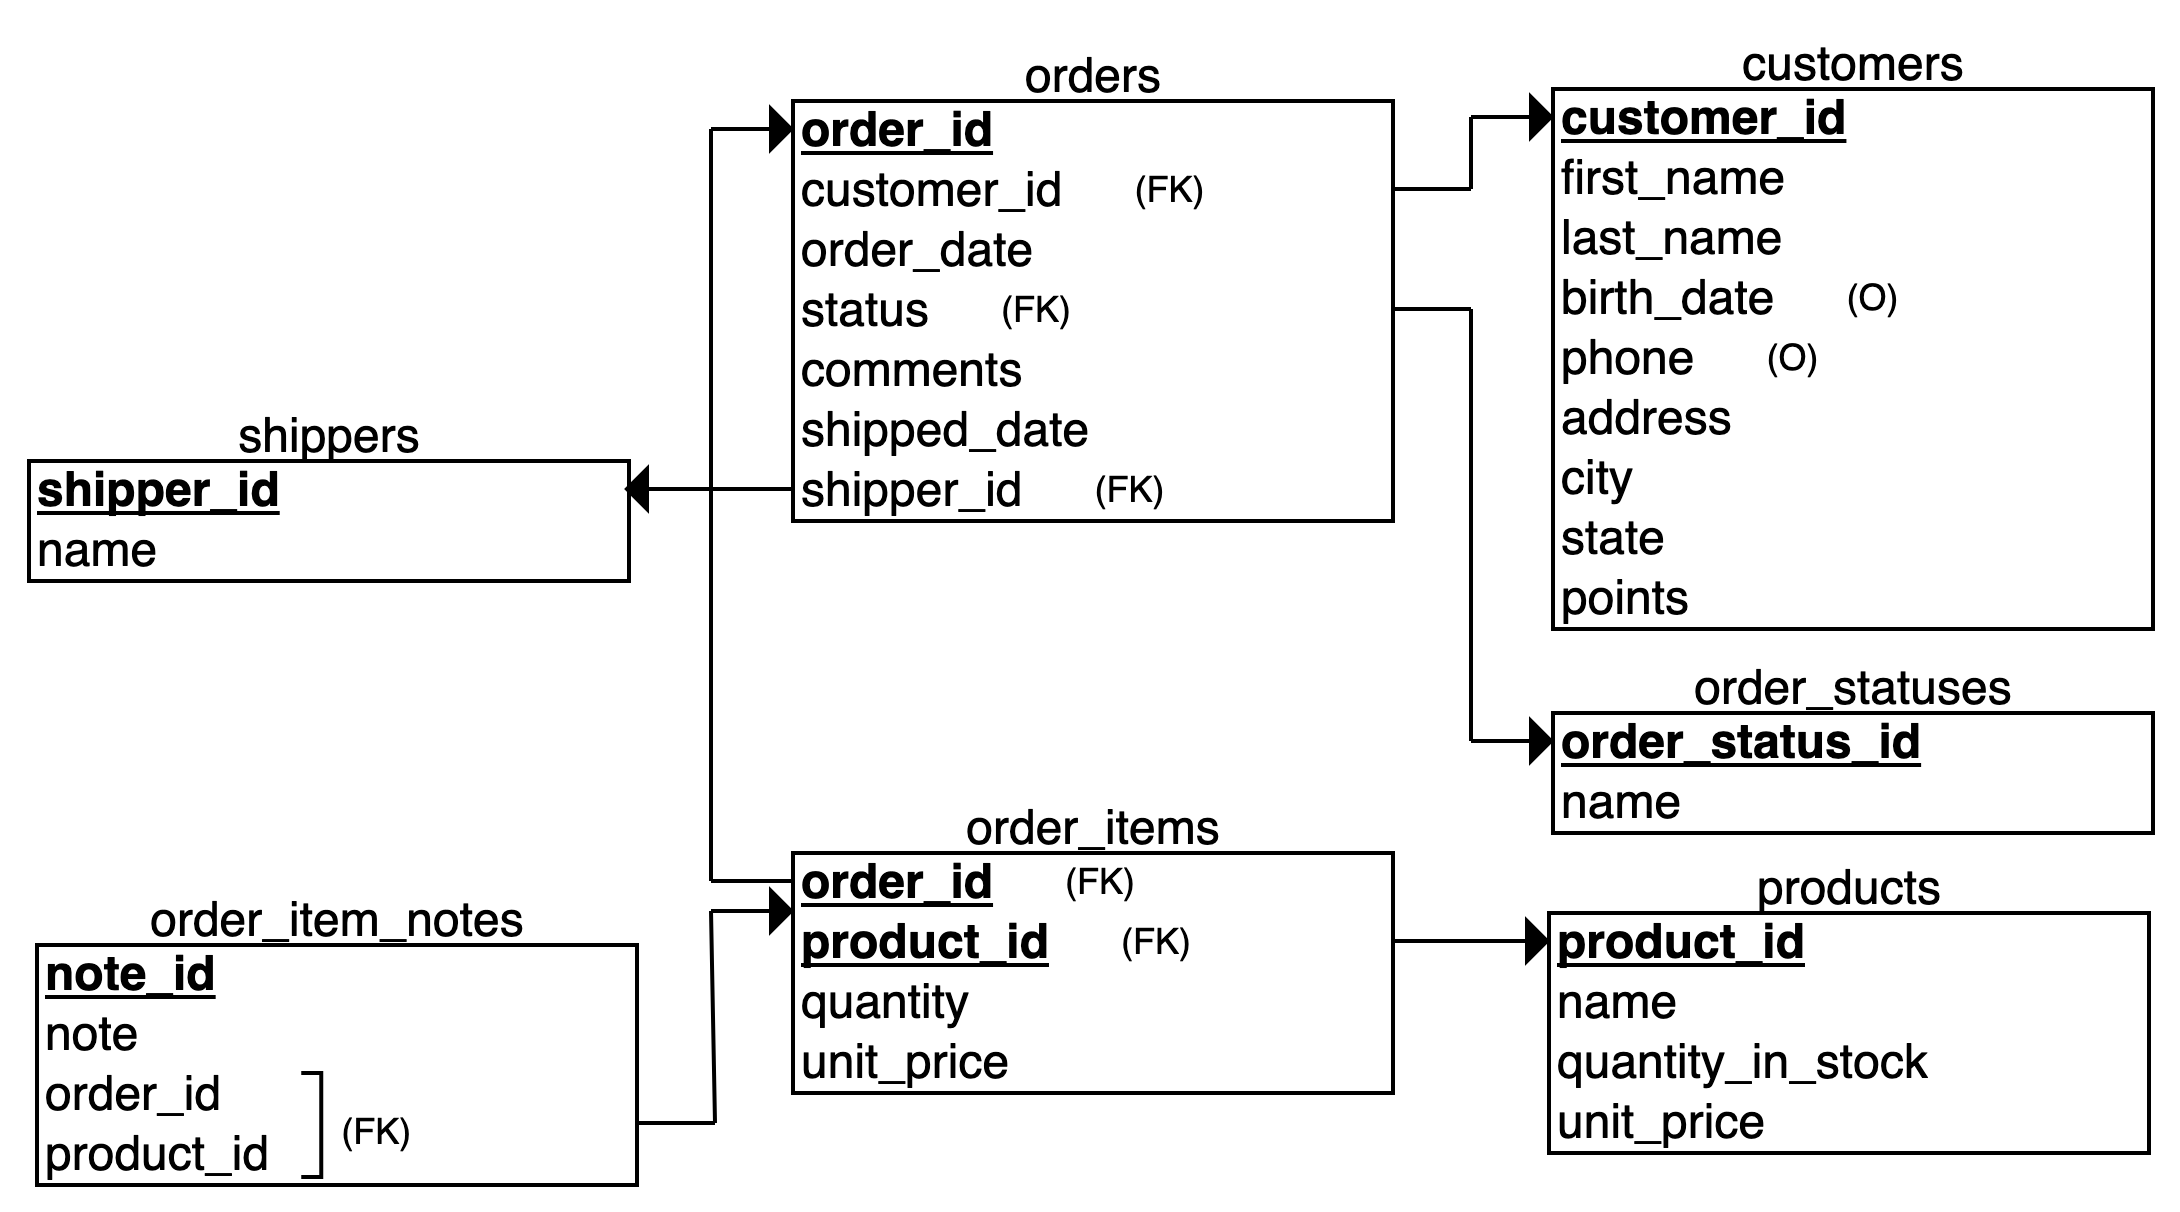 orders
order_id
customer_id (FK)
order_date
status (FK)
comments
shipped_date
shipper_id (FK)
customers
customer_id
first_name
last_name
birth_date (O)
phone (O)
address
city
state
points
shippers
shipper_id
name
order_statuses
order_status_id
name
order_items
order_id (FK)
product_id (FK)
quantity
unit_price
products
product_id
name
quantity_in_stock
unit_price
order_item_notes
note_id
note
order_id
product_id
(FK)